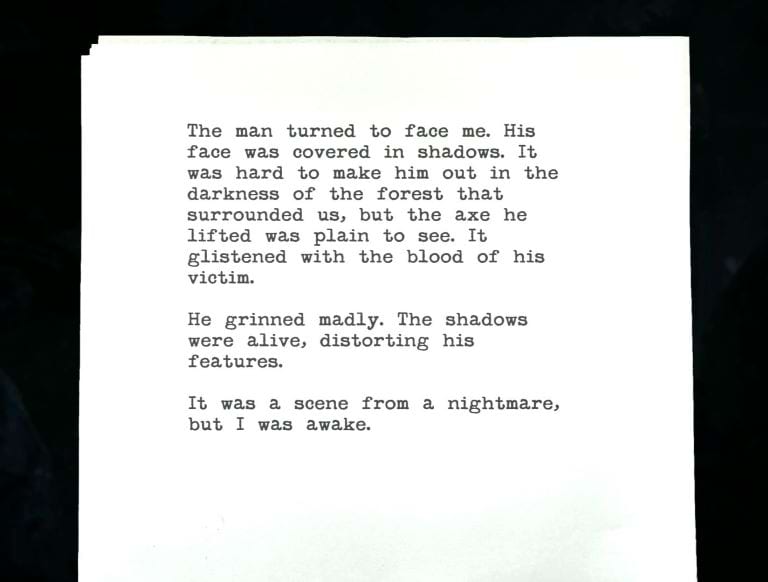 The man turned to face me. His
face was covered in shadows. It
was hard to make him out in the
darkness of the forest that
surrounded us, but the axe he
lifted was plain to see. It
glistened with the blood of his
victim.
He grinned madly. The shadows
were alive, distorting his
features.
It was a scene from a nightmare,
but I was awake.